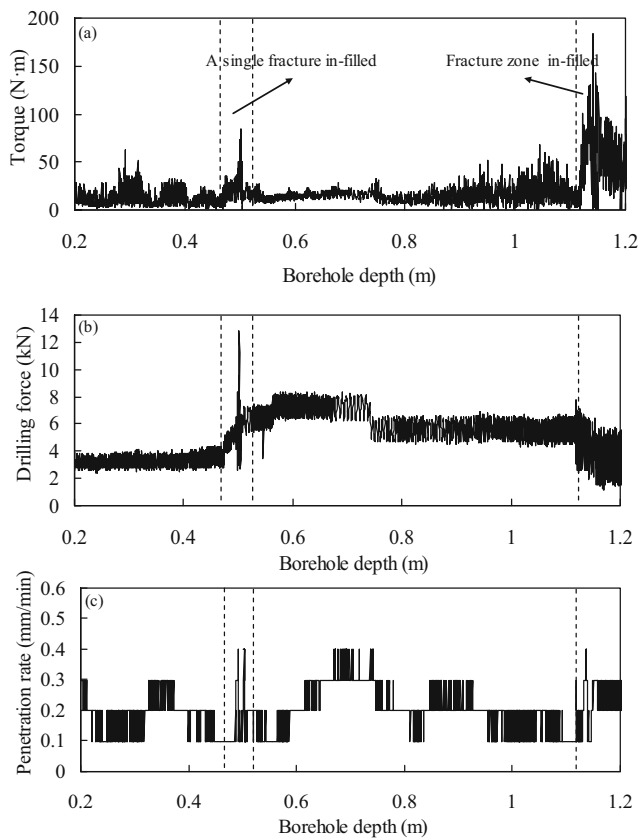 (a)
A single fracture in-filled
Fracture zone in-filled
Torque (N·m)
200
150
100
50
0
0.2 0.4 0.6 0.8 1 1.2
Borehole depth (m)
(b)
Drilling force (kN)
14
12
10
8
6
4
2
0
0.2 0.4 0.6 0.8 1 1.2
Borehole depth (m)
(c)
Penetration rate (mm/min)
0.6
0.5
0.4
0.3
0.2
0.1
0
0.2 0.4 0.6 0.8 1 1.2
Borehole depth (m)